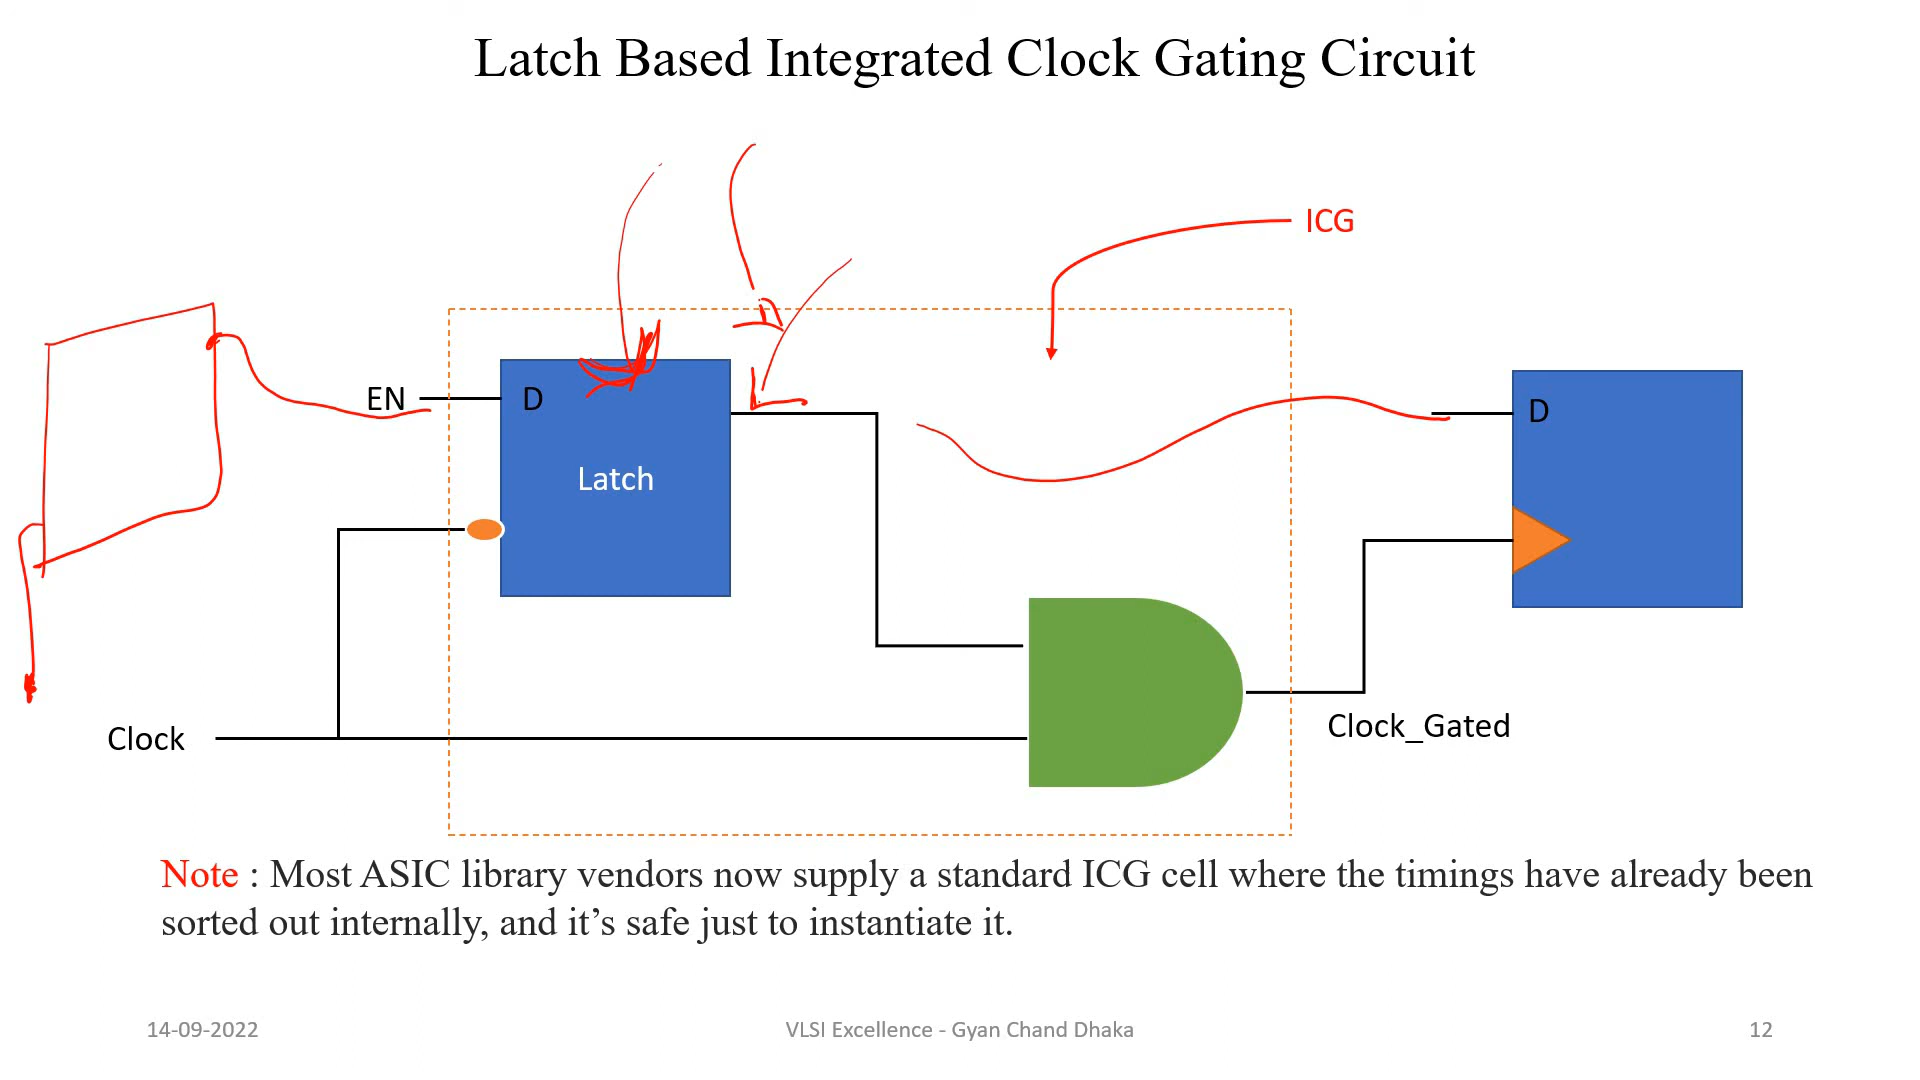 Latch Based Integrated Clock Gating Circuit
ICG
EN
D
D
Latch
Clock
Clock_Gated
Note : Most ASIC library vendors now supply a standard ICG cell where the timings have already been
sorted out internally, and it’s safe just to instantiate it.
14-09-2022
VLSI Excellence - Gyan Chand Dhaka
12